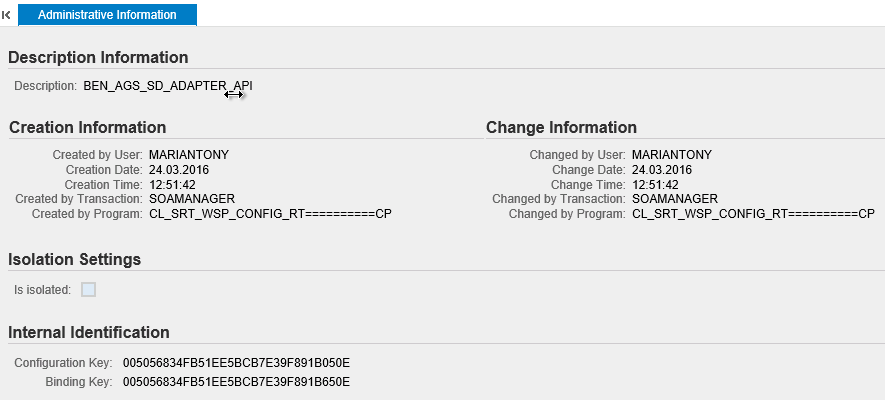 Administrative Information
Description Information
Description: BEN_AGS_SD_ADAPTER_API
Creation Information
Created by User: MARIANTONY
Creation Date: 24.03.2016
Creation Time: 12:51:42
Created by Transaction: SOAMANAGER
Created by Program: CL_SRT_WSP_CONFIG_RT==========CP
Change Information
Changed by User: MARIANTONY
Change Date: 24.03.2016
Change Time: 12:51:42
Changed by Transaction: SOAMANAGER
Changed by Program: CL_SRT_WSP_CONFIG_RT==========CP
Isolation Settings
Is isolated:
Internal Identification
Configuration Key: 005056834FB51EE5BCB7E39F891B050E
Binding Key: 005056834FB51EE5BCB7E39F891B650E